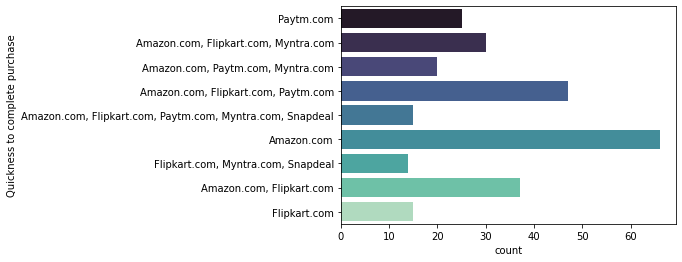 Quickness to complete purchase
Paytm.com
Amazon.com, Flipkart.com, Myntra.com
Amazon.com, Paytm.com, Myntra.com
Amazon.com, Flipkart.com, Paytm.com
Amazon.com, Flipkart.com, Paytm.com, Myntra.com, Snapdeal
Amazon.com
Flipkart.com, Myntra.com, Snapdeal
Amazon.com, Flipkart.com
Flipkart.com
0 10 20 30 40 50 60
count